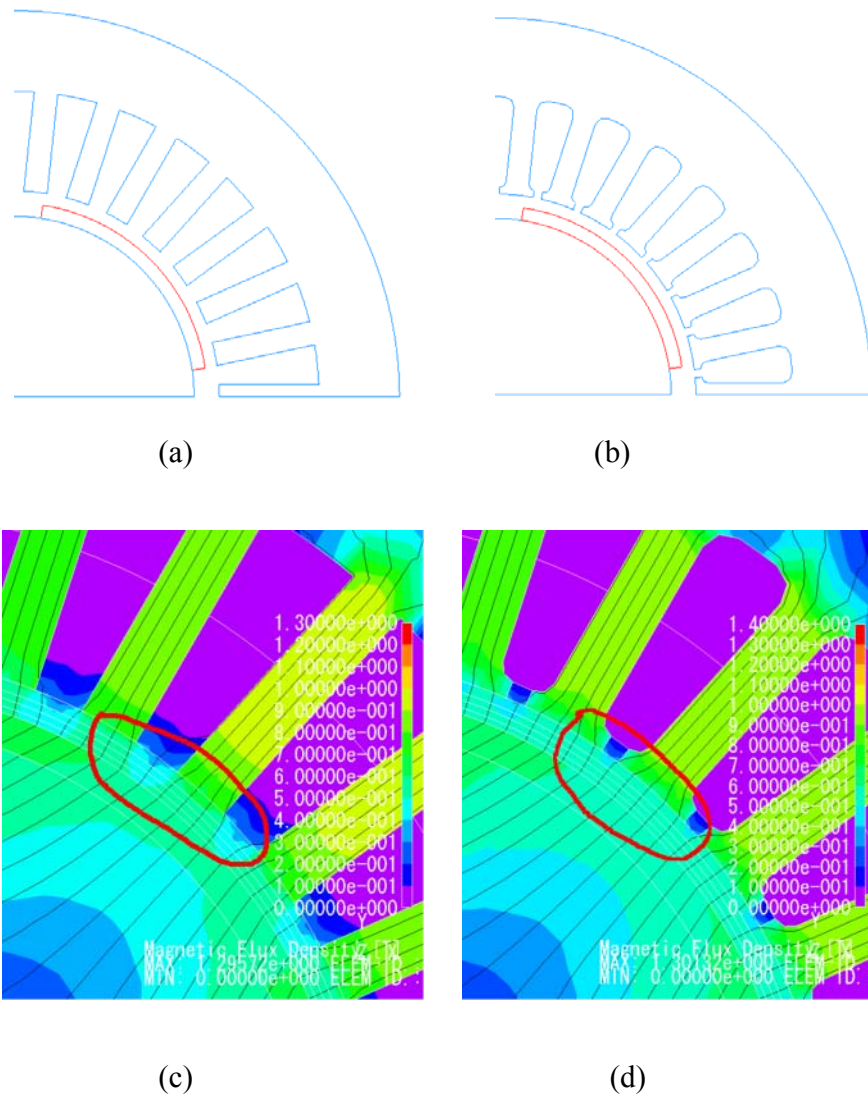 (a)
(b)
1.30000e+000
1.20000e+000
1.10000e+000
1.00000e+000
9.00000e-001
8.00000e-001
7.00000e-001
6.00000e-001
5.00000e-001
4.00000e-001
3.00000e-001
2.00000e-001
1.00000e-001
0.00000e+000
Magnetic Flux Density
MIN: 0.00000e+000 ELEM ID.
1.40000e+000
1.30000e+000
1.20000e+000
1.10000e+000
1.00000e+000
9.00000e-001
8.00000e-001
7.00000e-001
6.00000e-001
5.00000e-001
4.00000e-001
3.00000e-001
2.00000e-001
1.00000e-001
0.00000e+000
Magnetic Flux Density
MIN: 0.00000e+000 ELEM ID.
(c)
(d)